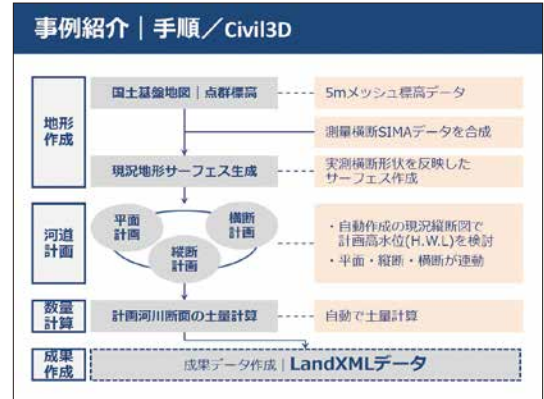 事例紹介｜手順／Civil3D
地形
作成
国土基盤地図｜点群標高
5mメッシュ標高データ
測量横断SIMAデータを合成
現況地形サーフェス生成
実測横断形状を反映した
サーフェス作成
河道
計画
平面
計画
横断
計画
縦断
計画
・自動作成の現況縦断図で
計画高水位(H.W.L)を検討
・平面・縦断・横断が連動
数量
計算
計画河川断面の土量計算
自動で土量計算
成果
作成
成果データ作成｜LandXMLデータ